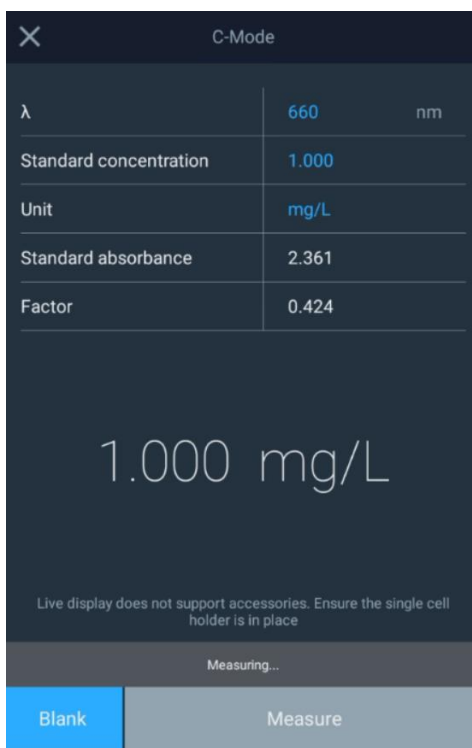 C-Mode
λ 660 nm
Standard concentration 1.000
Unit mg/L
Standard absorbance 2.361
Factor 0.424
1.000 mg/L
Live display does not support accessories. Ensure the single cell
holder is in place
Measuring...
Blank Measure